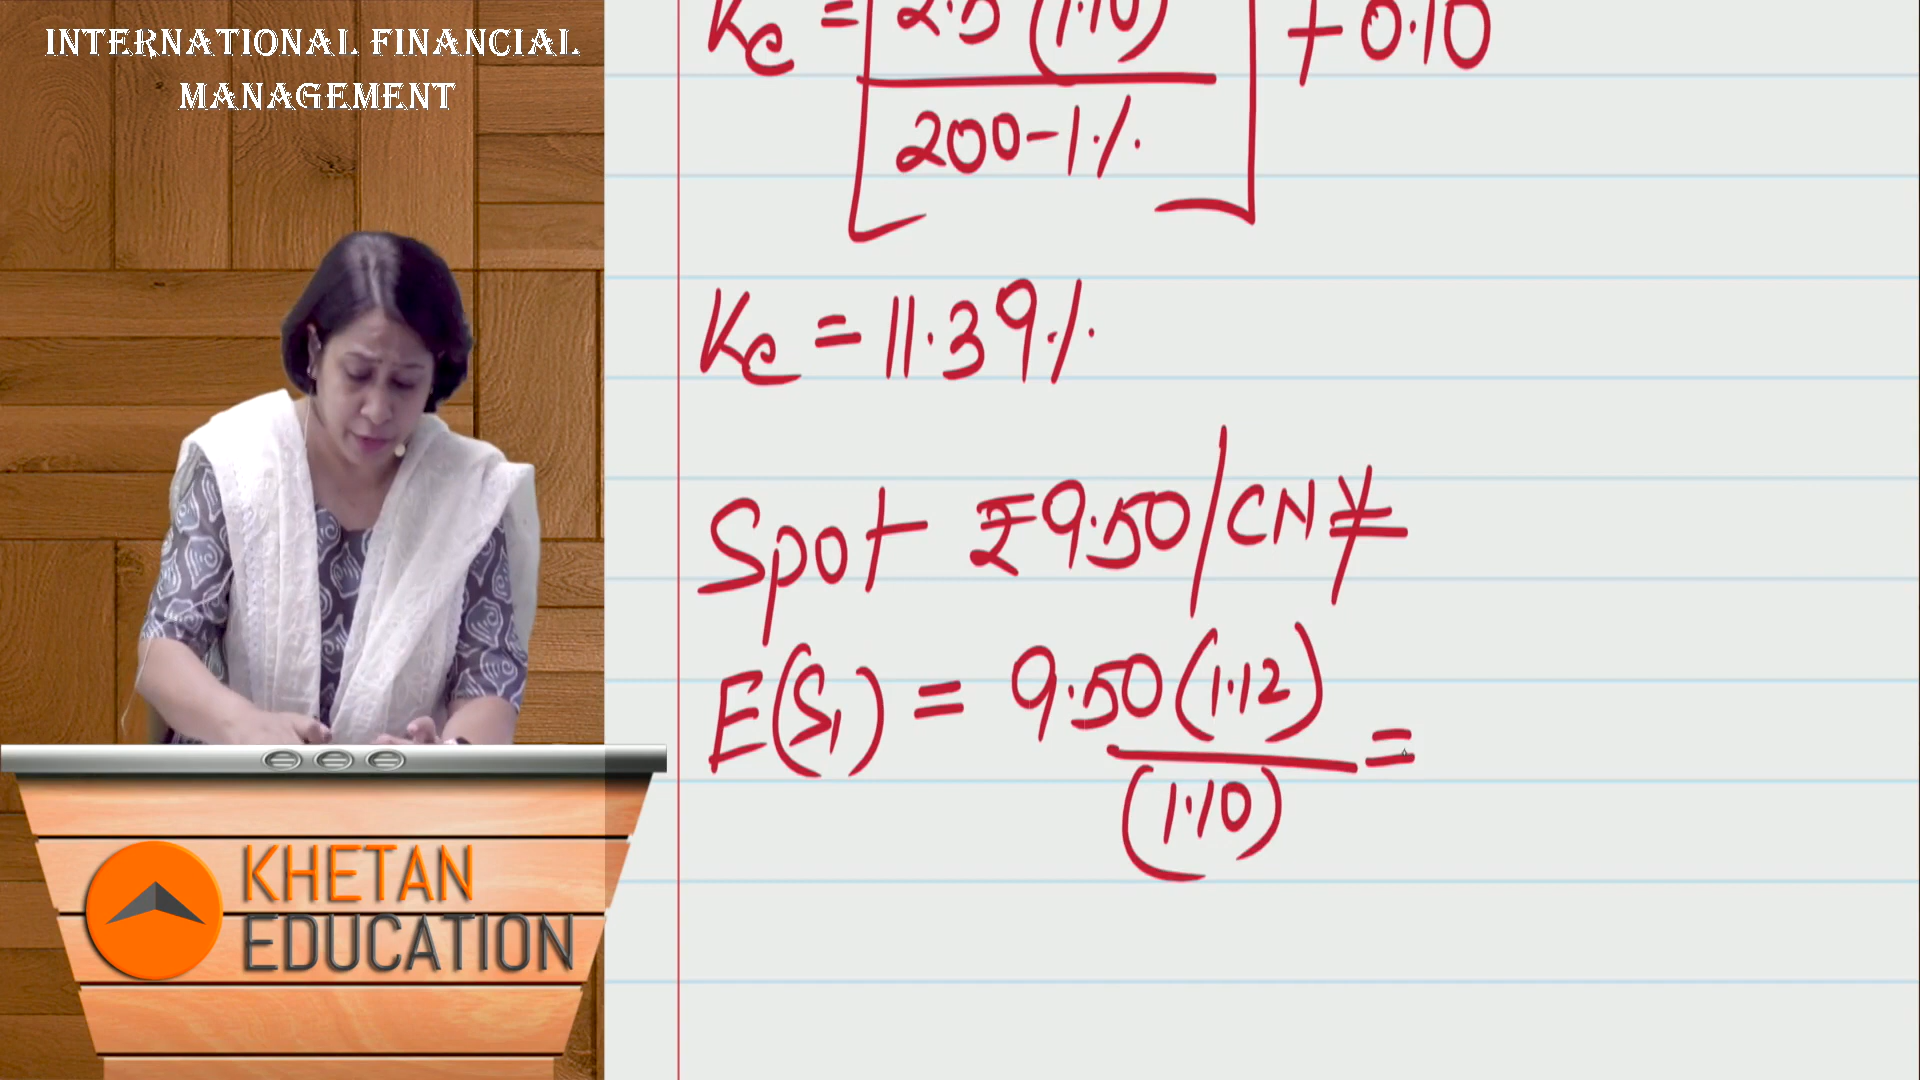 INTERNATIONAL FINANCIAL
MANAGEMENT
Ke = [2.5 (1.10) / 200-1%] + 0.10
Ke = 11.39%
Spot ₹9.50/CN¥
E(S1) = 9.50(1.12) / (1.10) =
KHETAN
EDUCATION